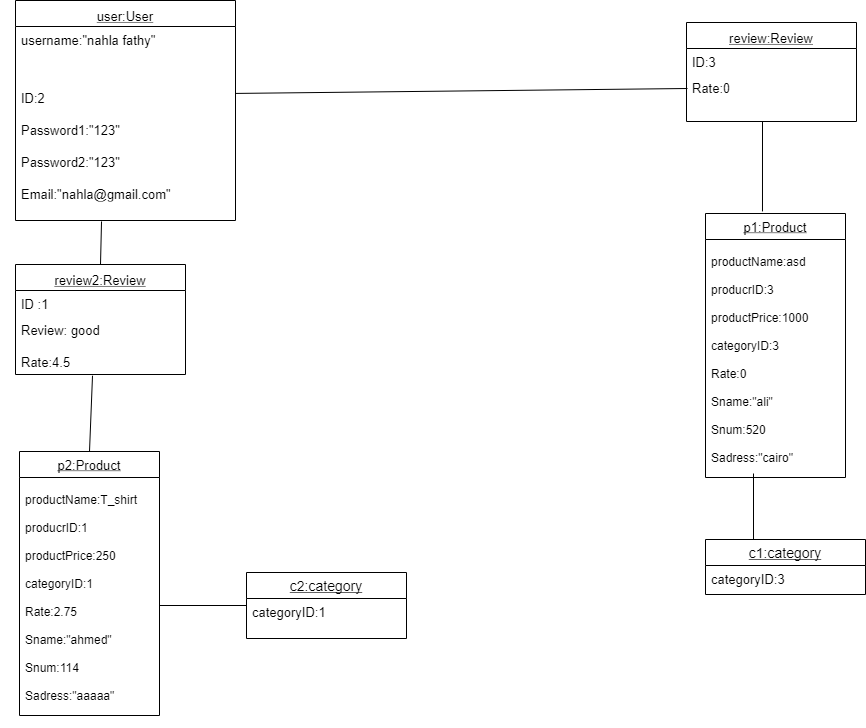 user:User
username:"nahla fathy"
ID:2
Password1:"123"
Password2:"123"
Email:"nahla@gmail.com"
review:Review
ID:3
Rate:0
review2:Review
ID :1
Review: good
Rate:4.5
p1:Product
productName:asd
producrID:3
productPrice:1000
categoryID:3
Rate:0
Sname:"ali"
Snum:520
Sadress:"cairo"
p2:Product
productName:T_shirt
producrID:1
productPrice:250
categoryID:1
Rate:2.75
Sname:"ahmed"
Snum:114
Sadress:"aaaaa"
c2:category
categoryID:1
c1:category
categoryID:3